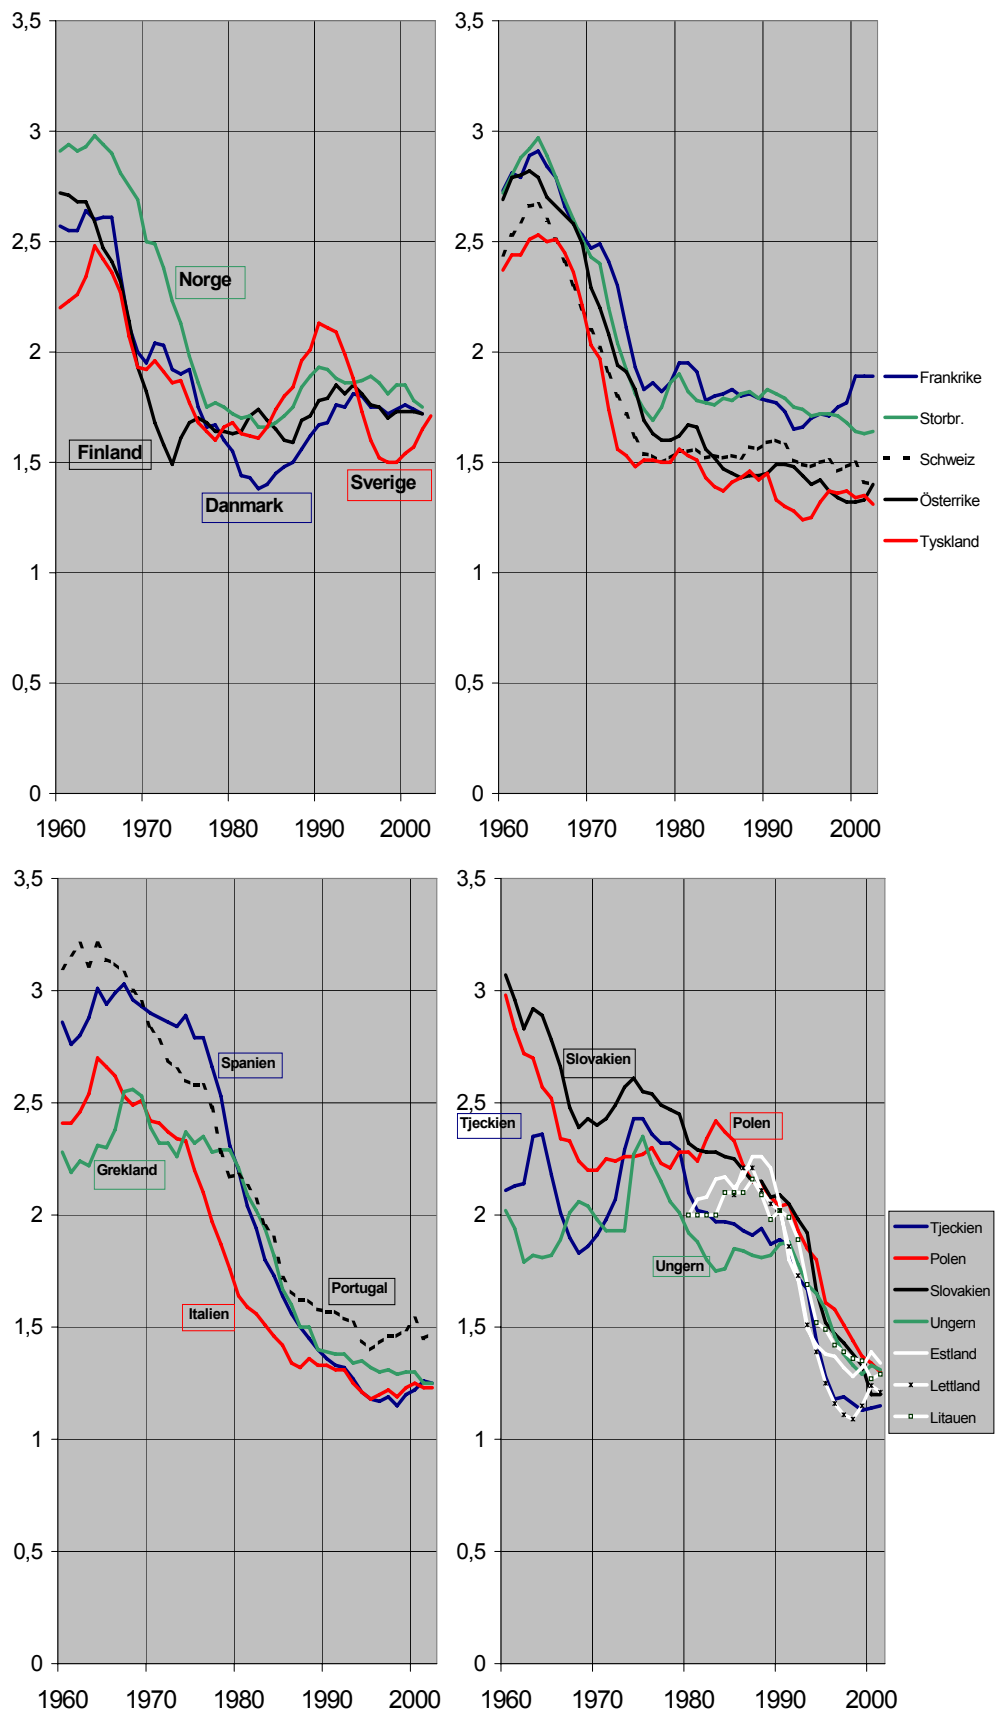 3,5
3
2,5
2
1,5
1
0,5
0
1960 1970 1980 1990 2000
Norge
Finland
Danmark
Sverige
3,5
3
2,5
2
1,5
1
0,5
0
1960 1970 1980 1990 2000
Frankrike
Storbr.
Schweiz
Österrike
Tyskland
3,5
3
2,5
2
1,5
1
0,5
0
1960 1970 1980 1990 2000
Spanien
Grekland
Portugal
Italien
3,5
3
2,5
2
1,5
1
0,5
0
1960 1970 1980 1990 2000
Slovakien
Tjeckien
Polen
Ungern
Tjeckien
Polen
Slovakien
Ungern
Estland
Lettland
Litauen